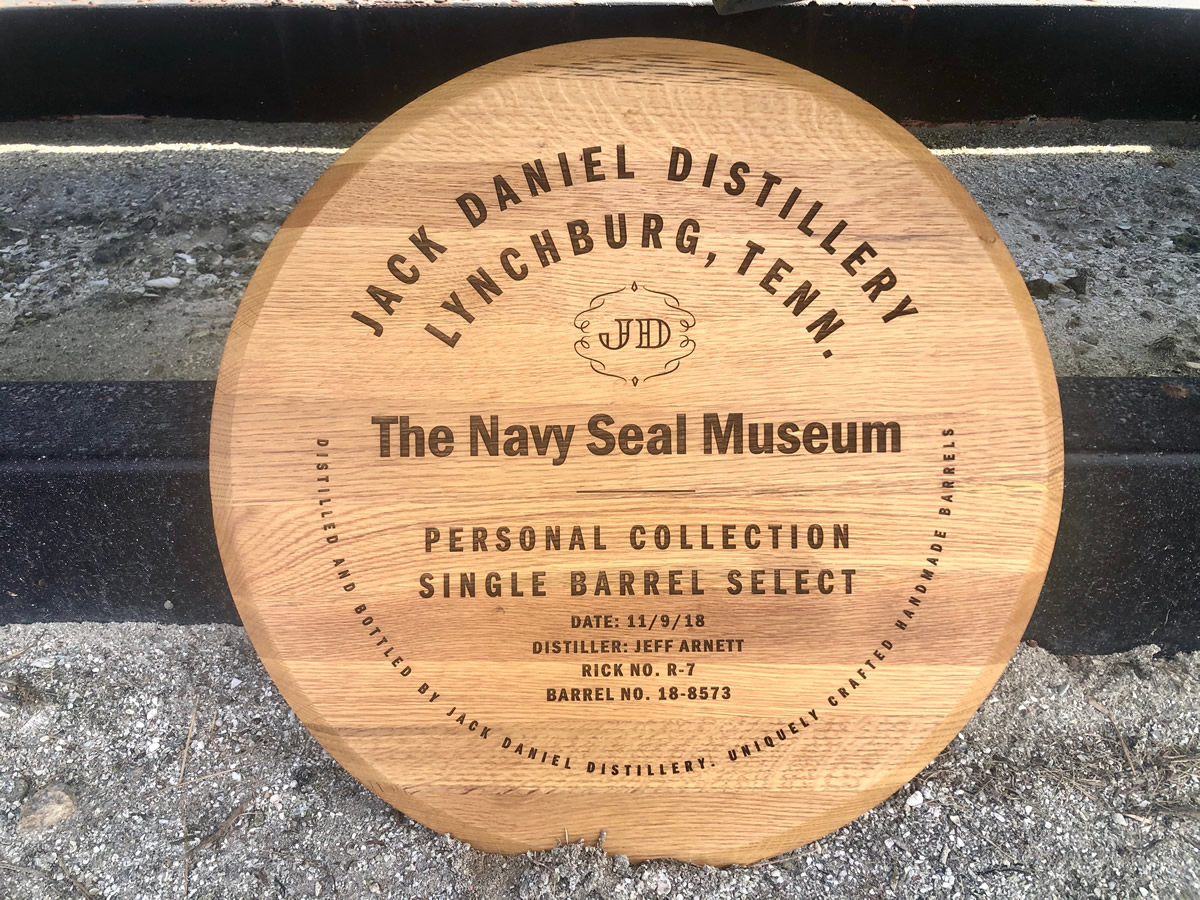 JACK DANIEL DISTILLERY
LYNCHBURG, TENN.
JD
The Navy Seal Museum
PERSONAL COLLECTION
SINGLE BARREL SELECT
DATE: 11/9/18
DISTILLER: JEFF ARNETT
RICK NO. R-7
BARREL NO. 18-8573
DISTILLED AND BOTTLED BY JACK DANIEL DISTILLERY. UNIQUELY CRAFTED HANDMADE BARRELS